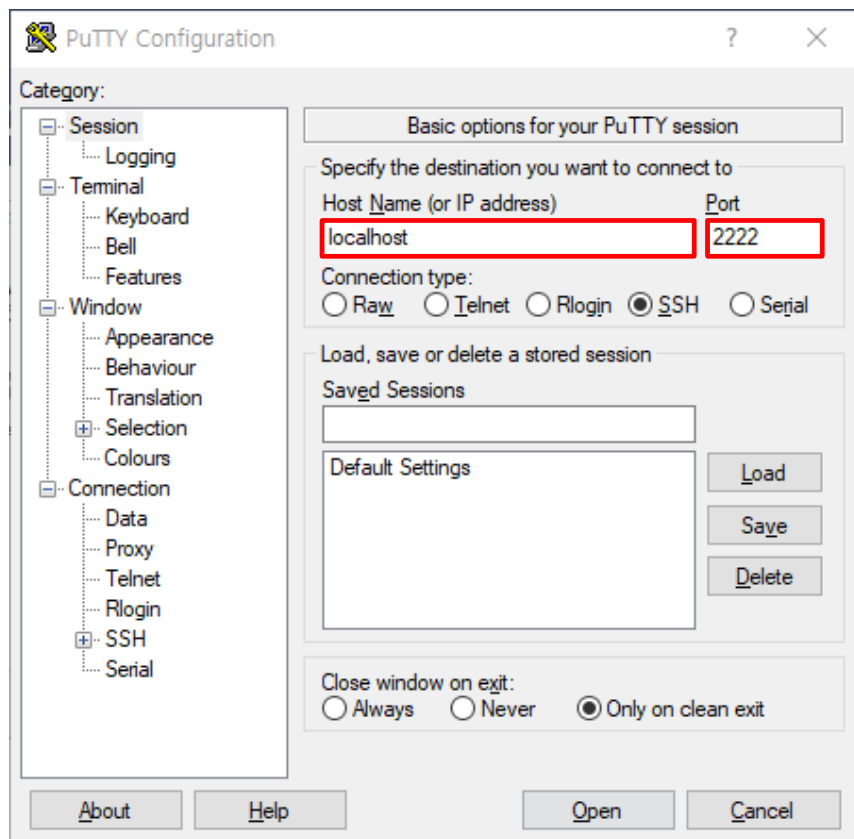 PuTTY Configuration
Category:
Session
Logging
Terminal
Keyboard
Bell
Features
Window
Appearance
Behaviour
Translation
Selection
Colours
Connection
Data
Proxy
Telnet
Rlogin
SSH
Serial
Basic options for your PuTTY session
Specify the destination you want to connect to
Host Name (or IP address) Port
localhost 2222
Connection type:
Raw Telnet Rlogin SSH Serial
Load, save or delete a stored session
Saved Sessions
Default Settings
Load
Save
Delete
Close window on exit:
Always Never Only on clean exit
About Help Open Cancel